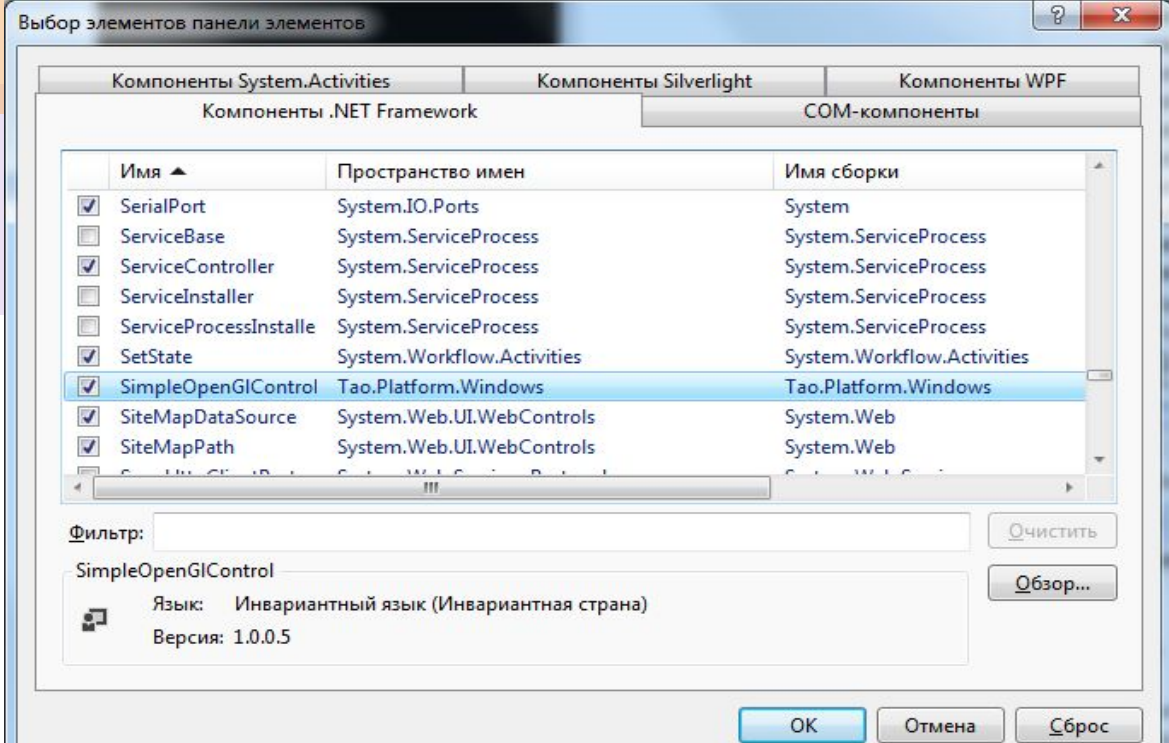 Выбор элементов панели элементов
Компоненты System.Activities Компоненты Silverlight Компоненты WPF
Компоненты .NET Framework COM-компоненты
Имя Пространство имен Имя сборки
SerialPort System.IO.Ports System
ServiceBase System.ServiceProcess System.ServiceProcess
ServiceController System.ServiceProcess System.ServiceProcess
ServiceInstaller System.ServiceProcess System.ServiceProcess
ServiceProcessInstalle System.ServiceProcess System.ServiceProcess
SetState System.Workflow.Activities System.Workflow.Activities
SimpleOpenGlControl Tao.Platform.Windows Tao.Platform.Windows
SiteMapDataSource System.Web.UI.WebControls System.Web
SiteMapPath System.Web.UI.WebControls System.Web
Фильтр: Очистить
SimpleOpenGlControl
Обзор...
Язык: Инвариантный язык (Инвариантная страна)
Версия: 1.0.0.5
OK Отмена Сброс